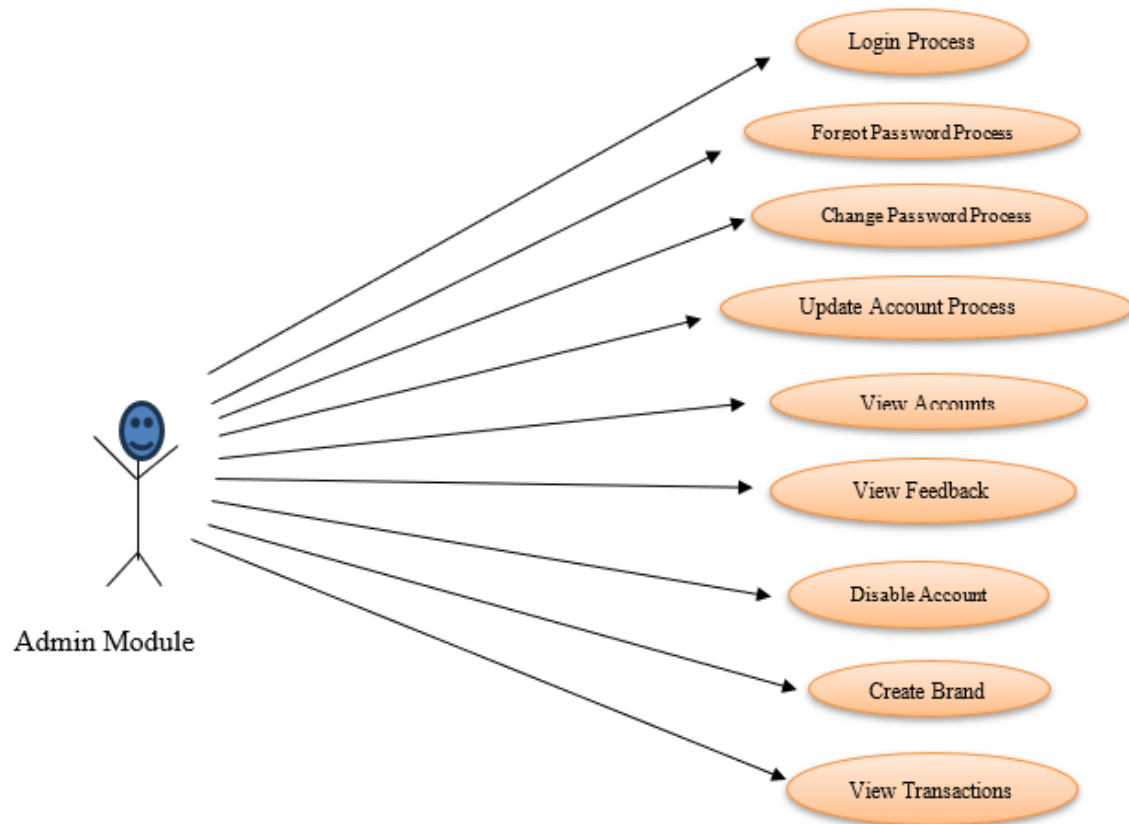 Login Process
Forgot Password Process
Change Password Process
Update Account Process
View Accounts
View Feedback
Disable Account
Admin Module
Create Brand
View Transactions